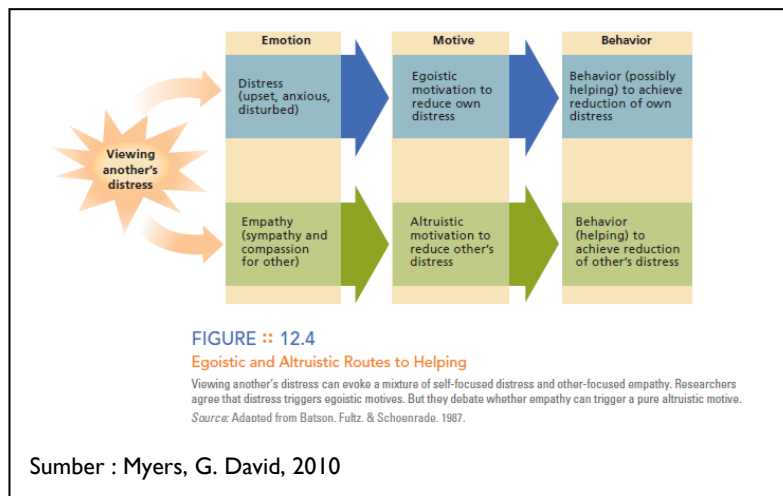 Emotion
Motive
Behavior
Viewing
another's
distress
Distress
(upset, anxious,
disturbed)
Egoistic
motivation to
reduce own
distress
Behavior (possibly
helping) to achieve
reduction of own
distress
Empathy
(sympathy and
compassion
for other)
Altruistic
motivation to
reduce other's
distress
Behavior
(helping) to
achieve reduction
of other's distress
FIGURE :: 12.4
Egoistic and Altruistic Routes to Helping
Viewing another's distress can evoke a mixture of self-focused distress and other-focused empathy. Researchers
agree that distress triggers egoistic motives. But they debate whether empathy can trigger a pure altruistic motive.
Source: Adapted from Batson, Fultz, & Schoenrade, 1987.
Sumber : Myers, G. David, 2010